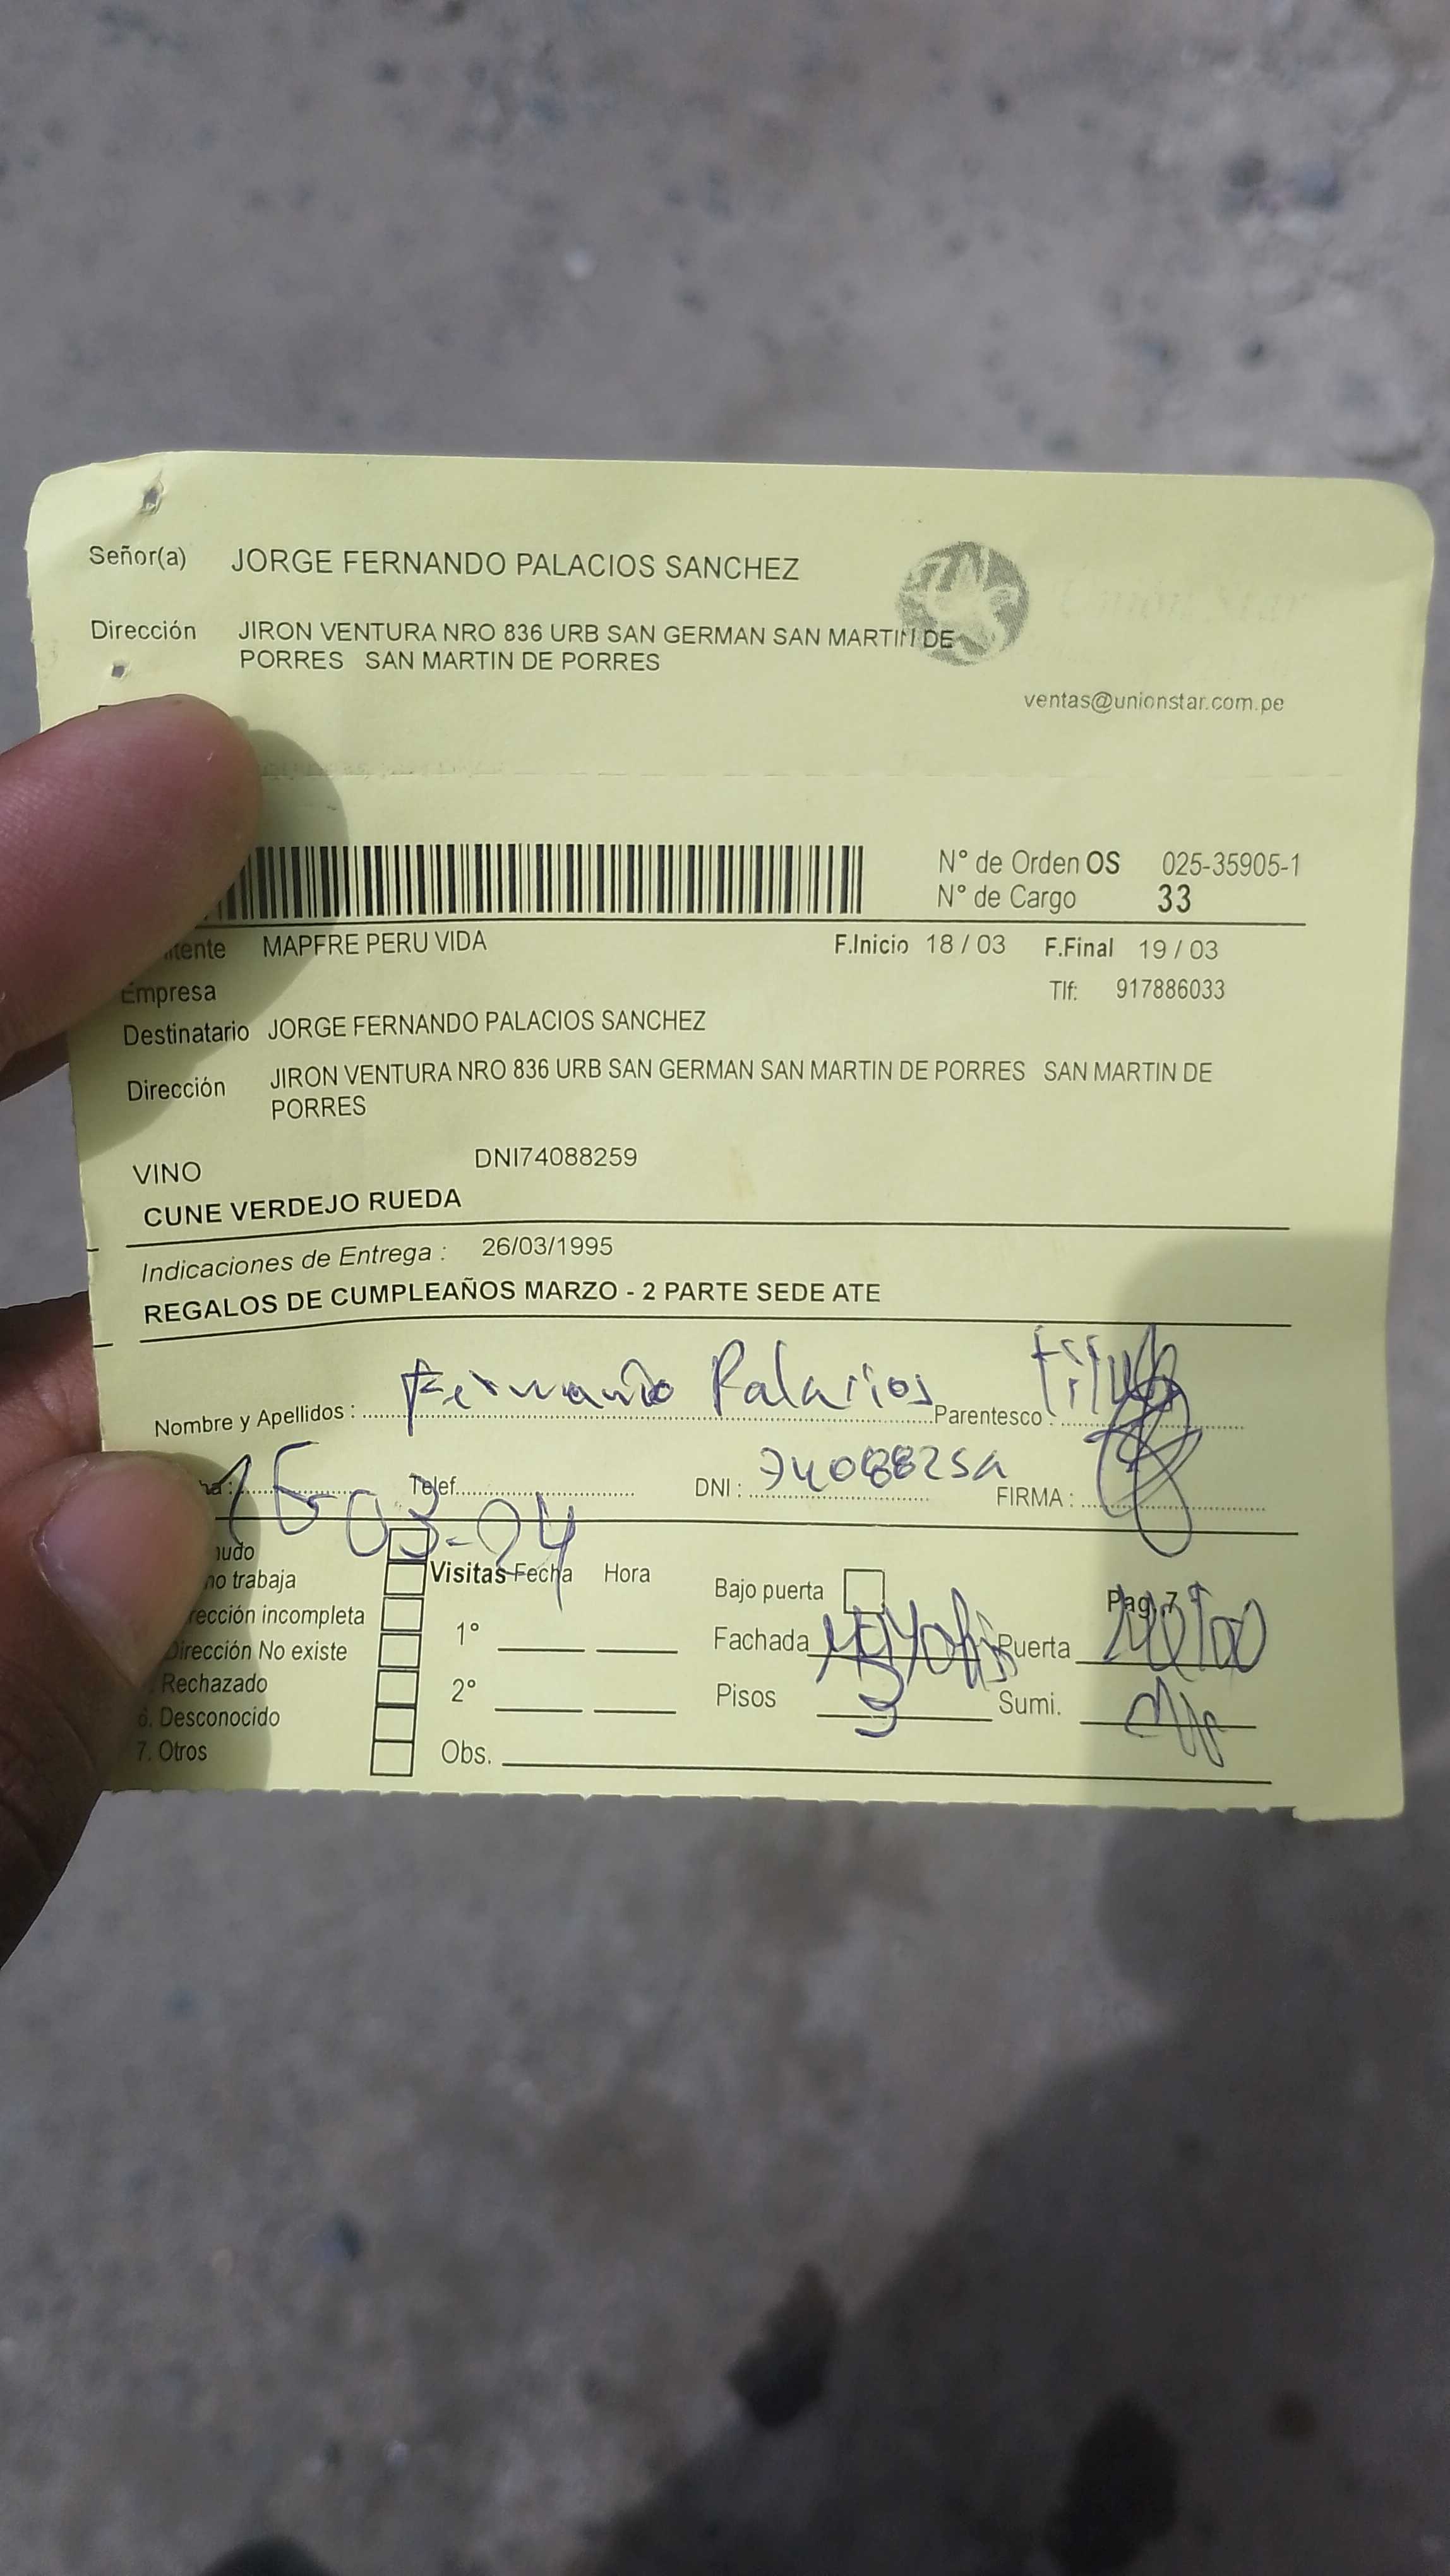 Señor(a) JORGE FERNANDO PALACIOS SANCHEZ
Dirección JIRON VENTURA NRO 836 URB SAN GERMAN SAN MARTIN DE
PORRES SAN MARTIN DE PORRES
ventas@unionstar.com.pe
N° de Orden OS 025-35905-1
N° de Cargo 33
MAPFRE PERU VIDA F.Inicio 18 / 03 F.Final 19 / 03
Empresa Tlf: 917886033
Destinatario JORGE FERNANDO PALACIOS SANCHEZ
Dirección JIRON VENTURA NRO 836 URB SAN GERMAN SAN MARTIN DE PORRES SAN MARTIN DE
PORRES
VINO DNI74088259
CUNE VERDEJO RUEDA
Indicaciones de Entrega : 26/03/1995
REGALOS DE CUMPLEAÑOS MARZO - 2 PARTE SEDE ATE
Nombre y Apellidos : Fernando Palacios Parentesco :
Telef. DNI : 74088259 FIRMA :
no trabaja Visitas Fecha Hora Bajo puerta Pag. 7
incompleta 1° Fachada Puerta
Dirección No existe
Rechazado 2° Pisos 3 Sumi.
6. Desconocido
7. Otros Obs.